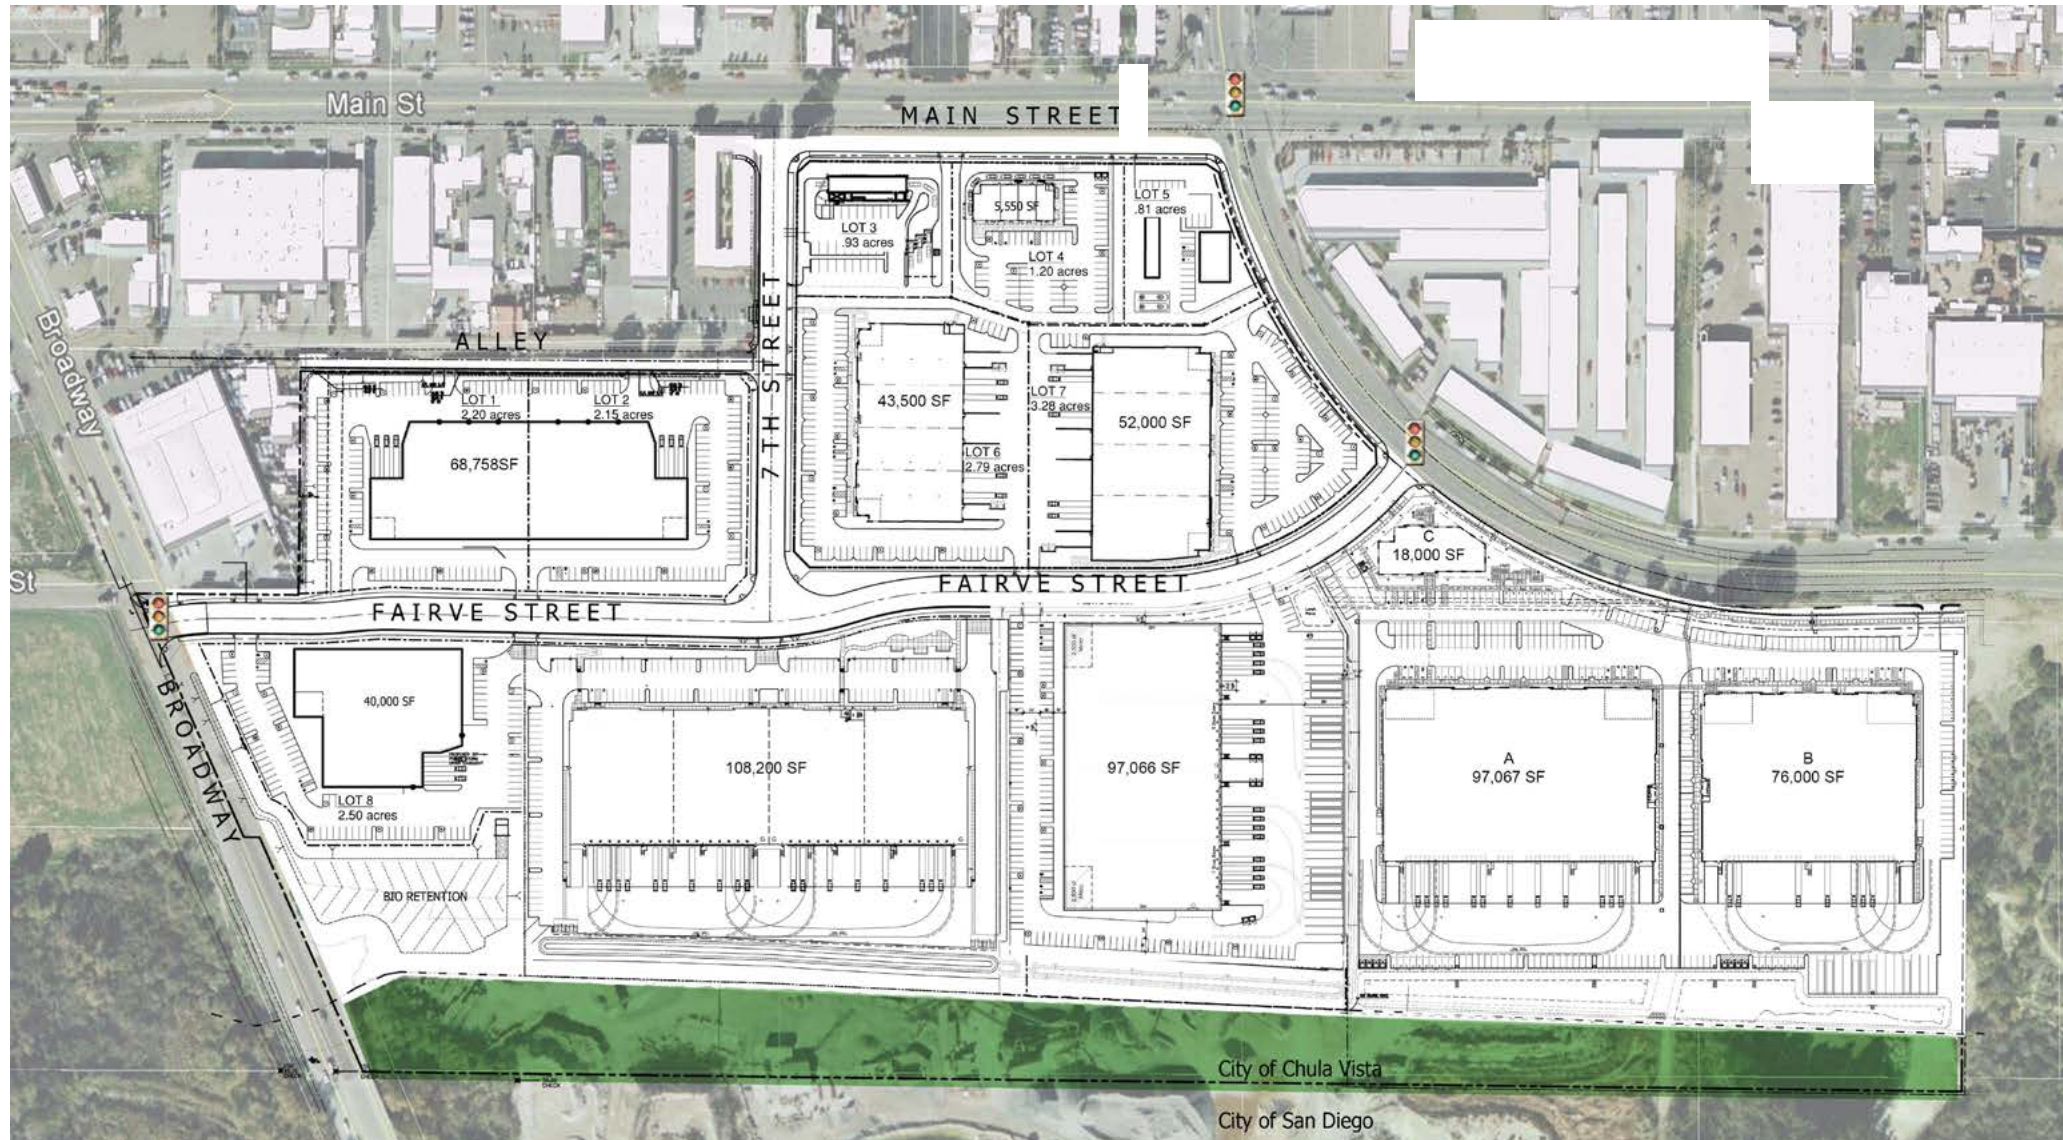 Main St
MAIN STREET
LOT 3
.93 acres
5,550 SF
LOT 5
.81 acres
LOT 4
1.20 acres
Broadway
ALLEY
7TH STREET
LOT 1
2.20 acres
LOT 2
2.15 acres
68,758SF
43,500 SF
LOT 7
3.28 acres
52,000 SF
LOT 6
2.79 acres
C
18,000 SF
St
FAIRVE STREET
FAIRVE STREET
BROADWAY
40,000 SF
LOT 8
2.50 acres
108,200 SF
97,066 SF
A
97,067 SF
B
76,000 SF
BIO RETENTION
City of Chula Vista
City of San Diego